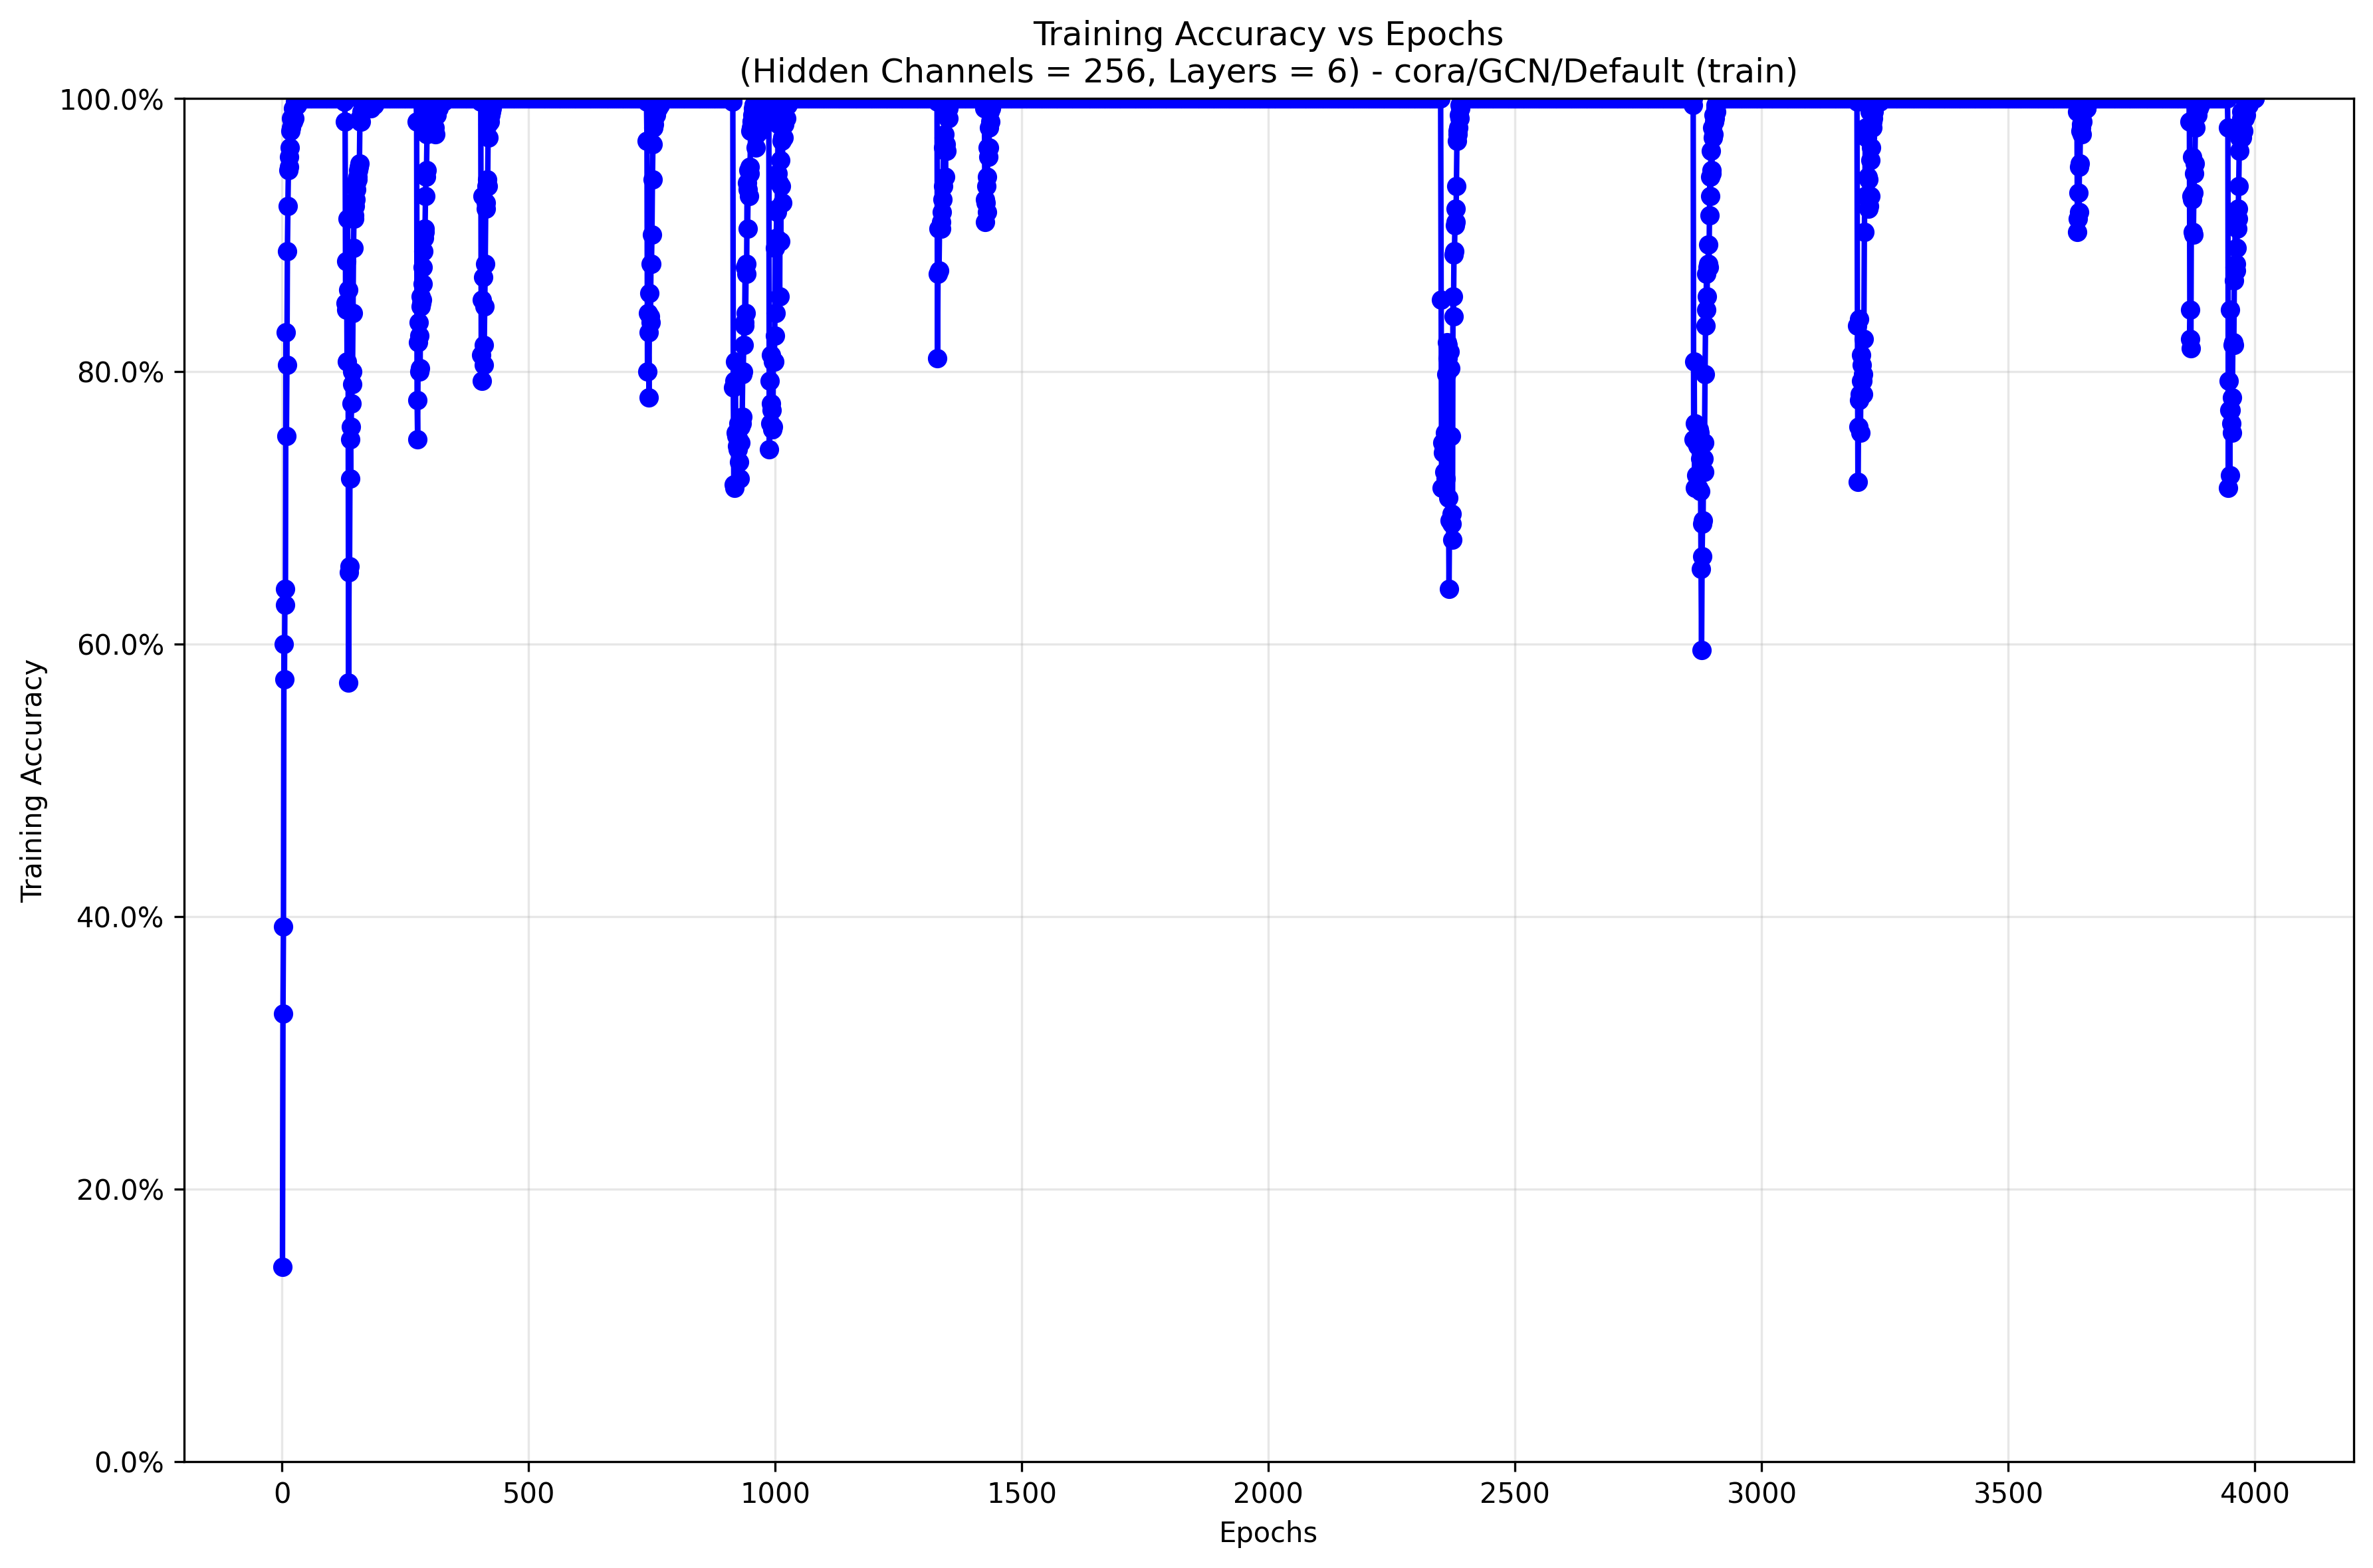 Training Accuracy vs Epochs
(Hidden Channels = 256, Layers = 6) - cora/GCN/Default (train)
100.0%
80.0%
60.0%
40.0%
20.0%
0.0%
Training Accuracy
0 500 1000 1500 2000 2500 3000 3500 4000
Epochs